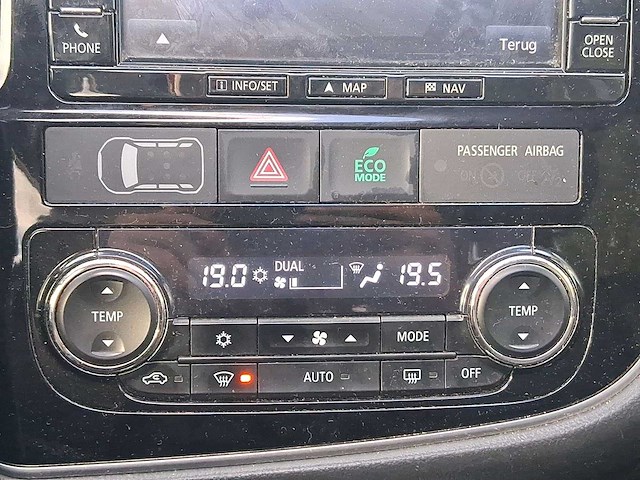 PHONE
Terug
OPEN
CLOSE
INFO/SET
MAP
NAV
ECO
MODE
PASSENGER AIRBAG
19.0 DUAL 19.5
TEMP
MODE
TEMP
AUTO
OFF